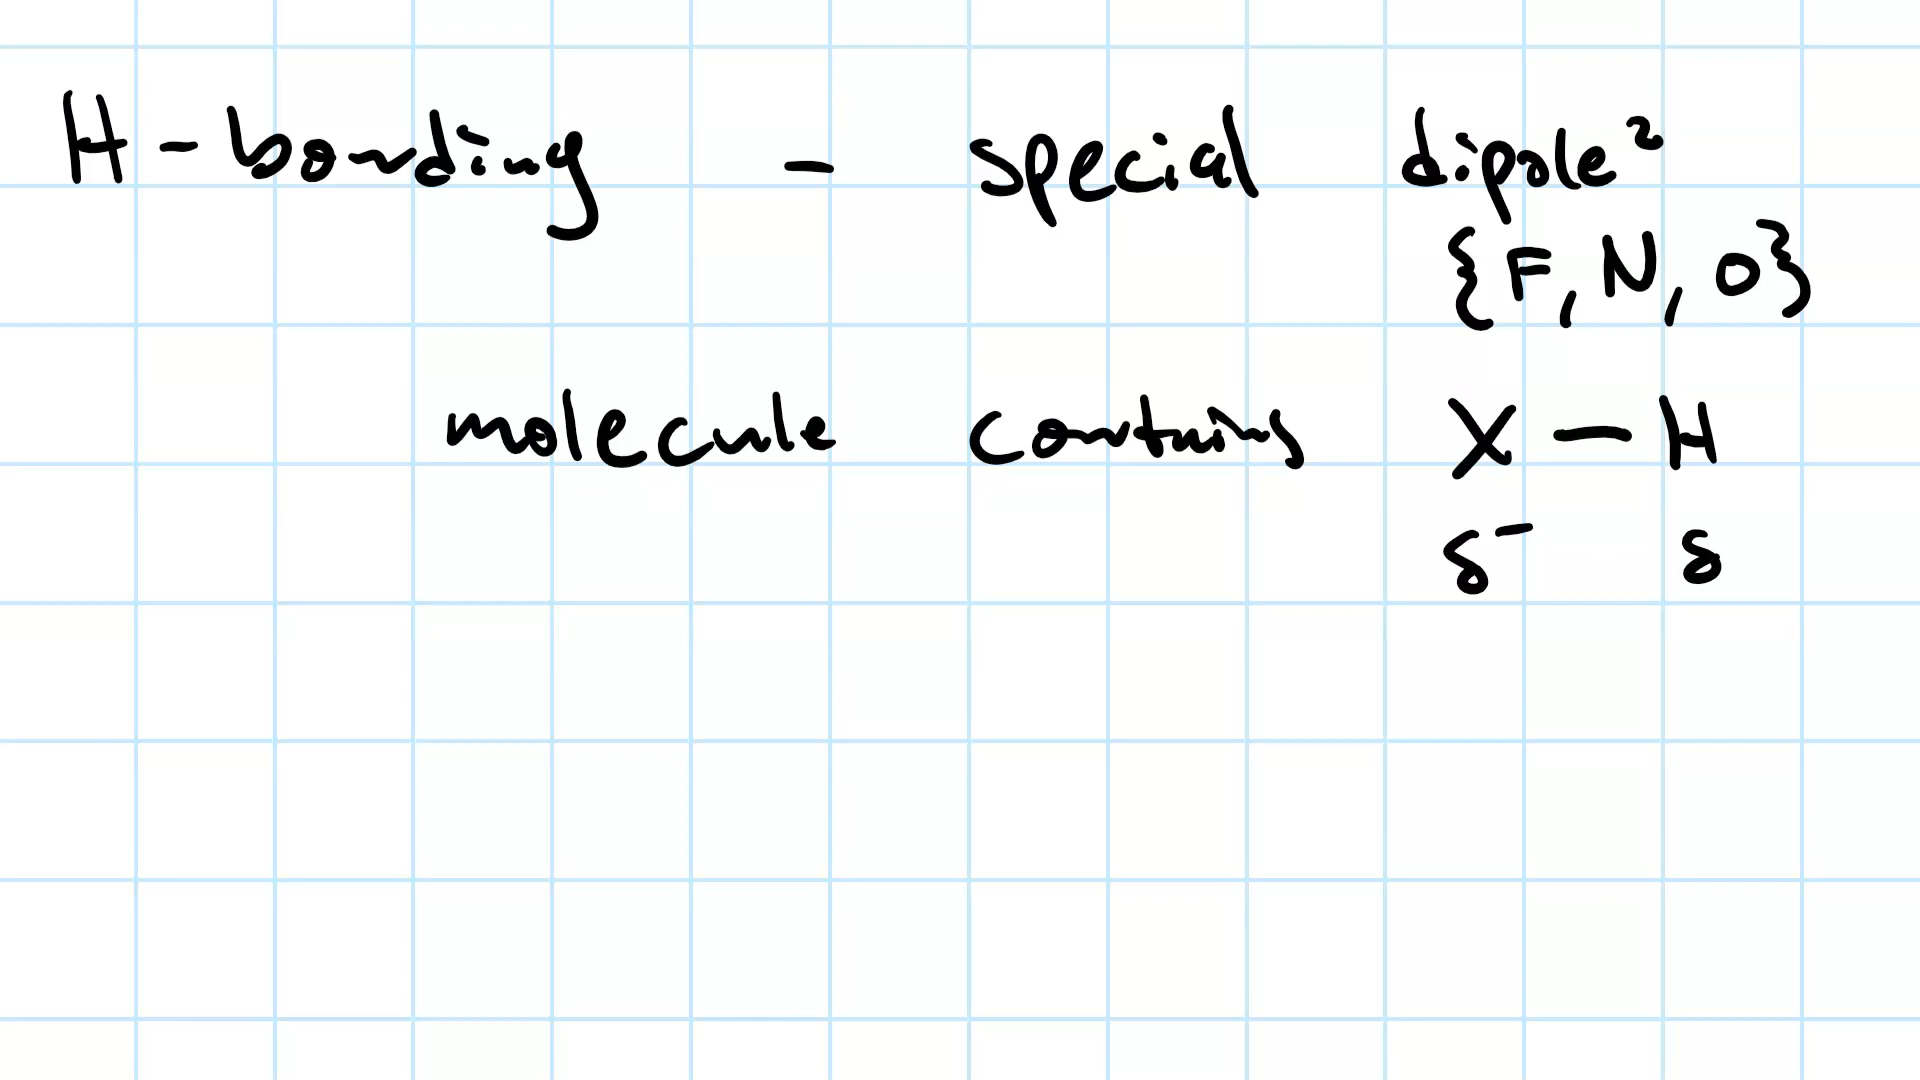 H-bonding - special dipole²
{F, N, O}
molecule contains X-H
δ⁻ δ